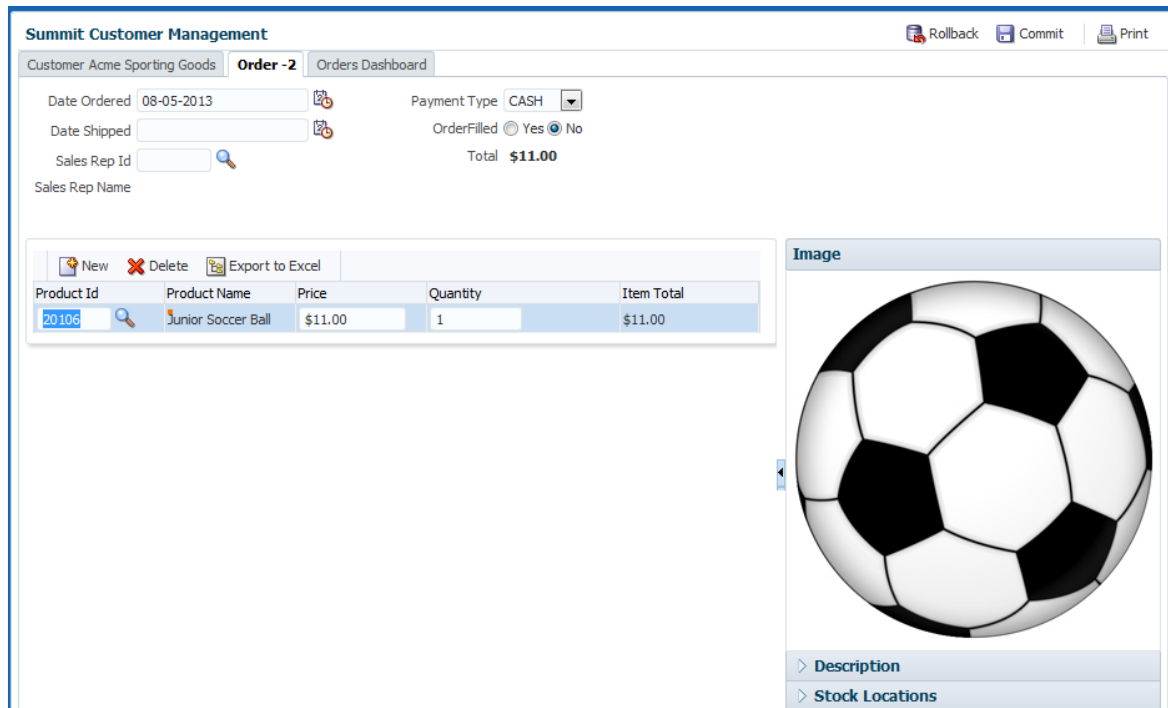 Summit Customer Management
Rollback Commit Print
Customer Acme Sporting Goods Order -2 Orders Dashboard
Date Ordered 08-05-2013 Payment Type CASH
Date Shipped OrderFilled Yes No
Sales Rep Id Total $11.00
Sales Rep Name
New Delete Export to Excel
Product Id Product Name Price Quantity Item Total
20106 Junior Soccer Ball $11.00 1 $11.00
Image
Description
Stock Locations